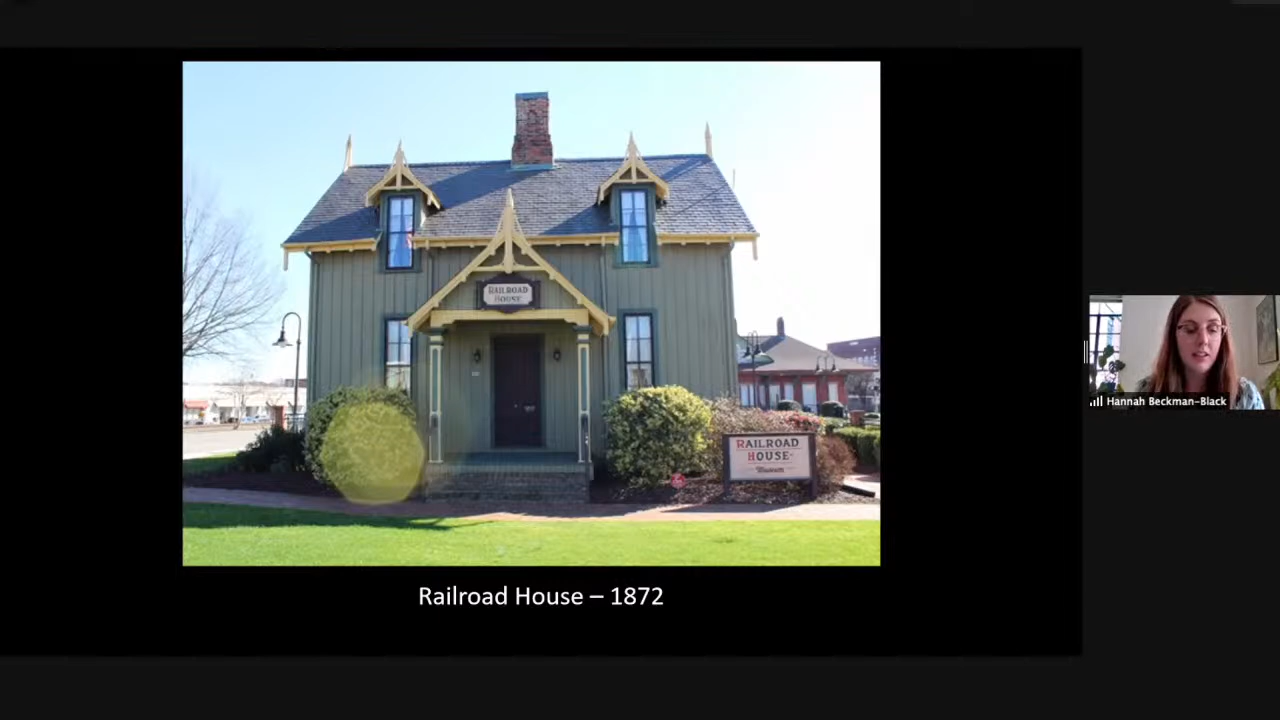 RAILROAD
HOUSE
RAILROAD
HOUSE
Museum
Railroad House – 1872
Hannah Beckman-Black